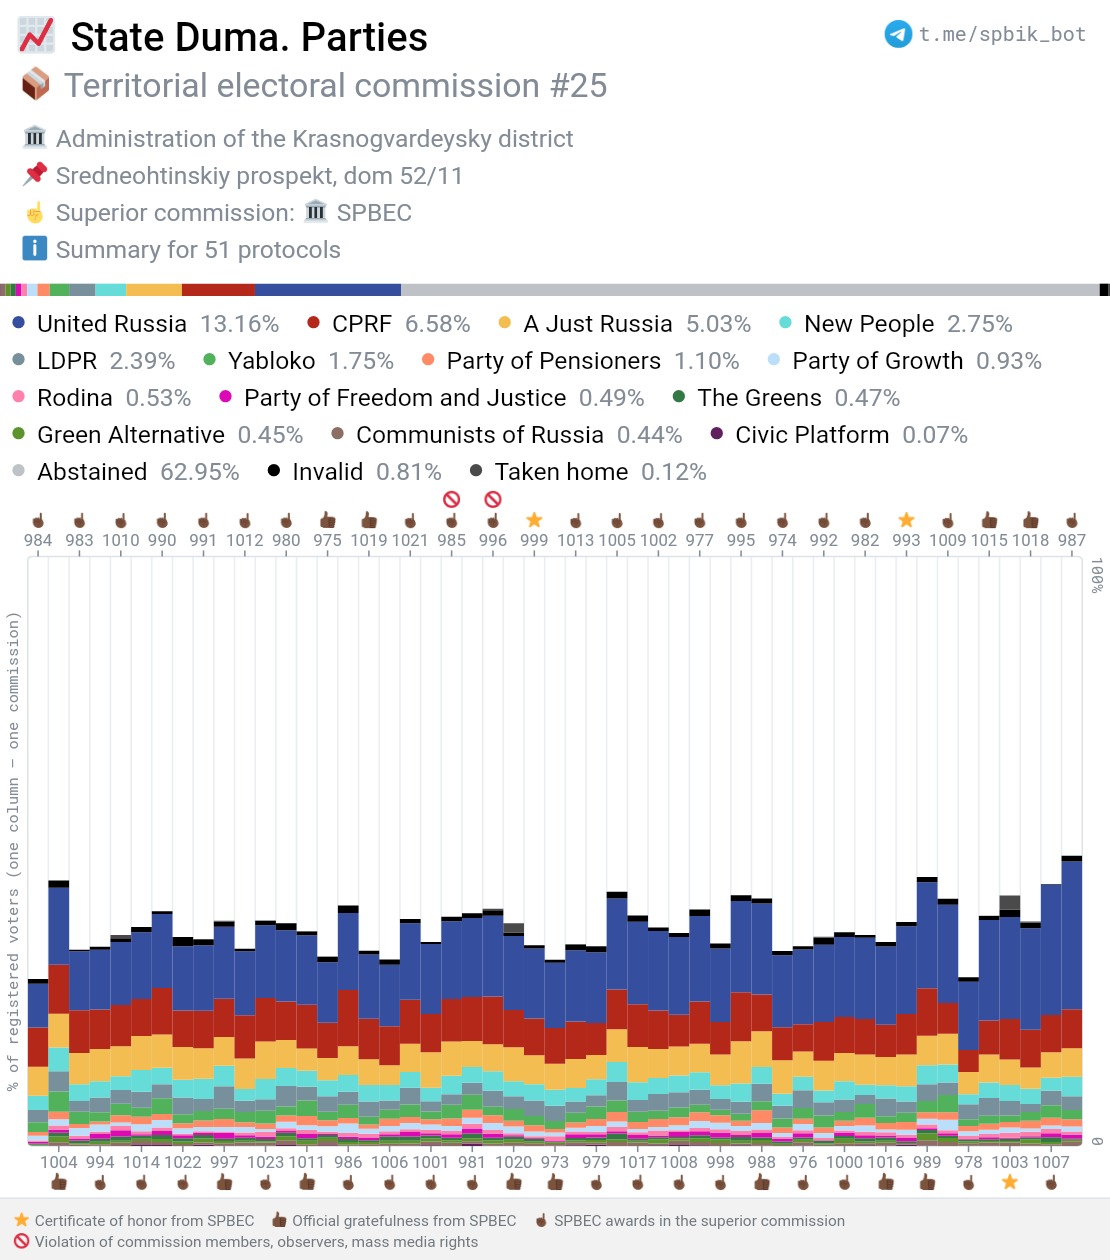 State Duma. Parties
t.me/spbik_bot
Territorial electoral commission #25
Administration of the Krasnogvardeysky district
Sredneohtinskiy prospekt, dom 52/11
Superior commission: SPBEC
Summary for 51 protocols
United Russia 13.16% CPRF 6.58% A Just Russia 5.03% New People 2.75%
LDPR 2.39% Yabloko 1.75% Party of Pensioners 1.10% Party of Growth 0.93%
Rodina 0.53% Party of Freedom and Justice 0.49% The Greens 0.47%
Green Alternative 0.45% Communists of Russia 0.44% Civic Platform 0.07%
Abstained 62.95% Invalid 0.81% Taken home 0.12%
984 983 1010 990 991 1012 980 975 1019 1021 985 996 999 1013 1005 1002 977 995 974 992 982 993 1009 1015 1018 987
100%
% of registered voters (one column – one commission)
0
1004 994 1014 1022 997 1023 1011 986 1006 1001 981 1020 973 979 1017 1008 998 988 976 1000 1016 989 978 1003 1007
Certificate of honor from SPBEC Official gratefulness from SPBEC SPBEC awards in the superior commission
Violation of commission members, observers, mass media rights